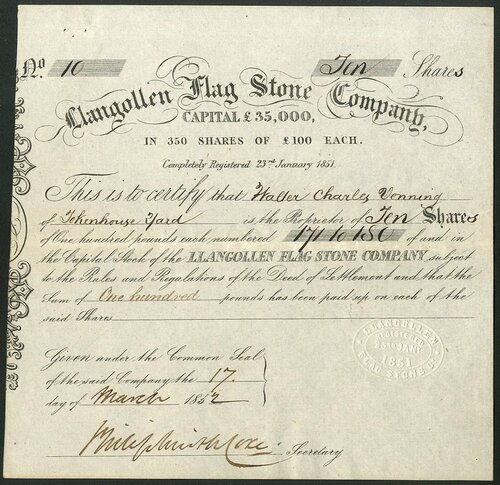 No. 10 Ten Shares
Llangollen Flag Stone Company,
CAPITAL £35,000,
IN 350 SHARES OF £100 EACH.
Completely Registered 23rd January 1851.
This is to certify that Walter Charles Venning
of Tokenhouse Yard is the Proprietor of Ten Shares
of One hundred pounds each numbered 171 to 180 of and in
the Capital Stock of the LLANGOLLEN FLAG STONE COMPANY subject
to the Rules and Regulations of the Deed of Settlement and that the
Sum of One hundred pounds has been paid up on each of the
said Shares
LLANGOLLEN
1851
FLAG STONE
Given under the Common Seal
of the said Company the 17.
day of March 1852
Secretary